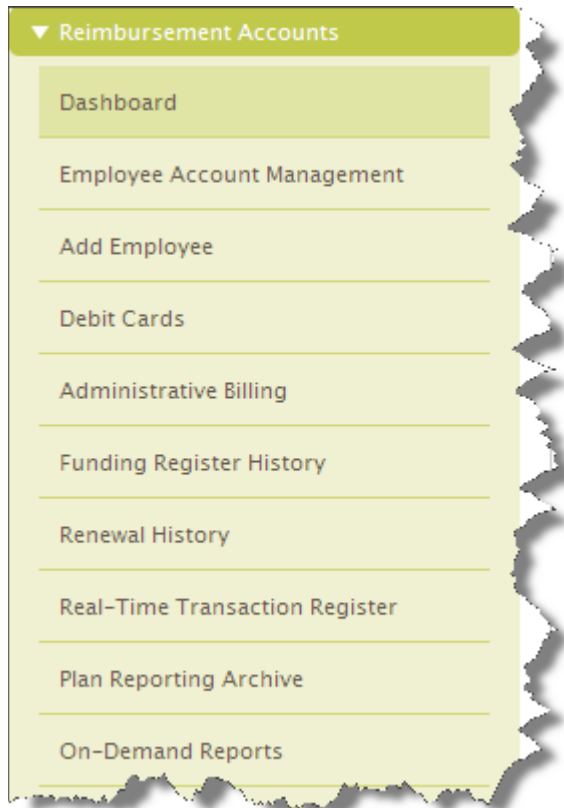 Reimbursement Accounts
Dashboard
Employee Account Management
Add Employee
Debit Cards
Administrative Billing
Funding Register History
Renewal History
Real-Time Transaction Register
Plan Reporting Archive
On-Demand Reports